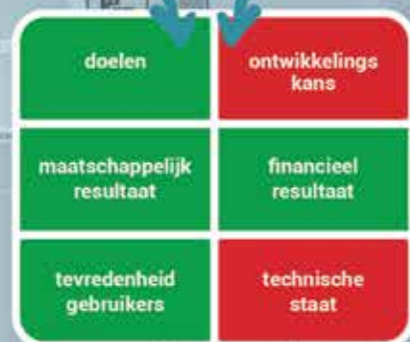 doelen
ontwikkelings
kans
maatschappelijk
resultaat
financieel
resultaat
tevredenheid
gebruikers
technische
staat